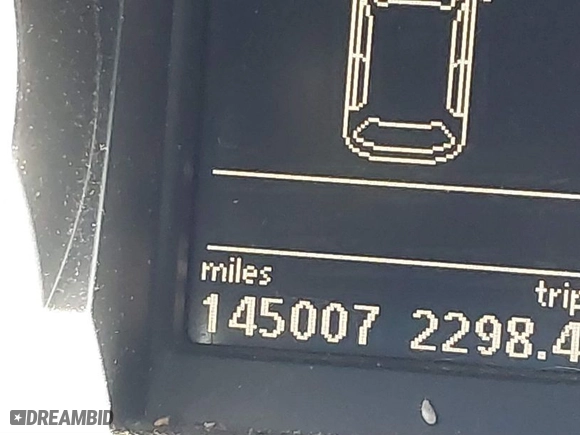 miles
trip
145007 2298.4
DREAMBID